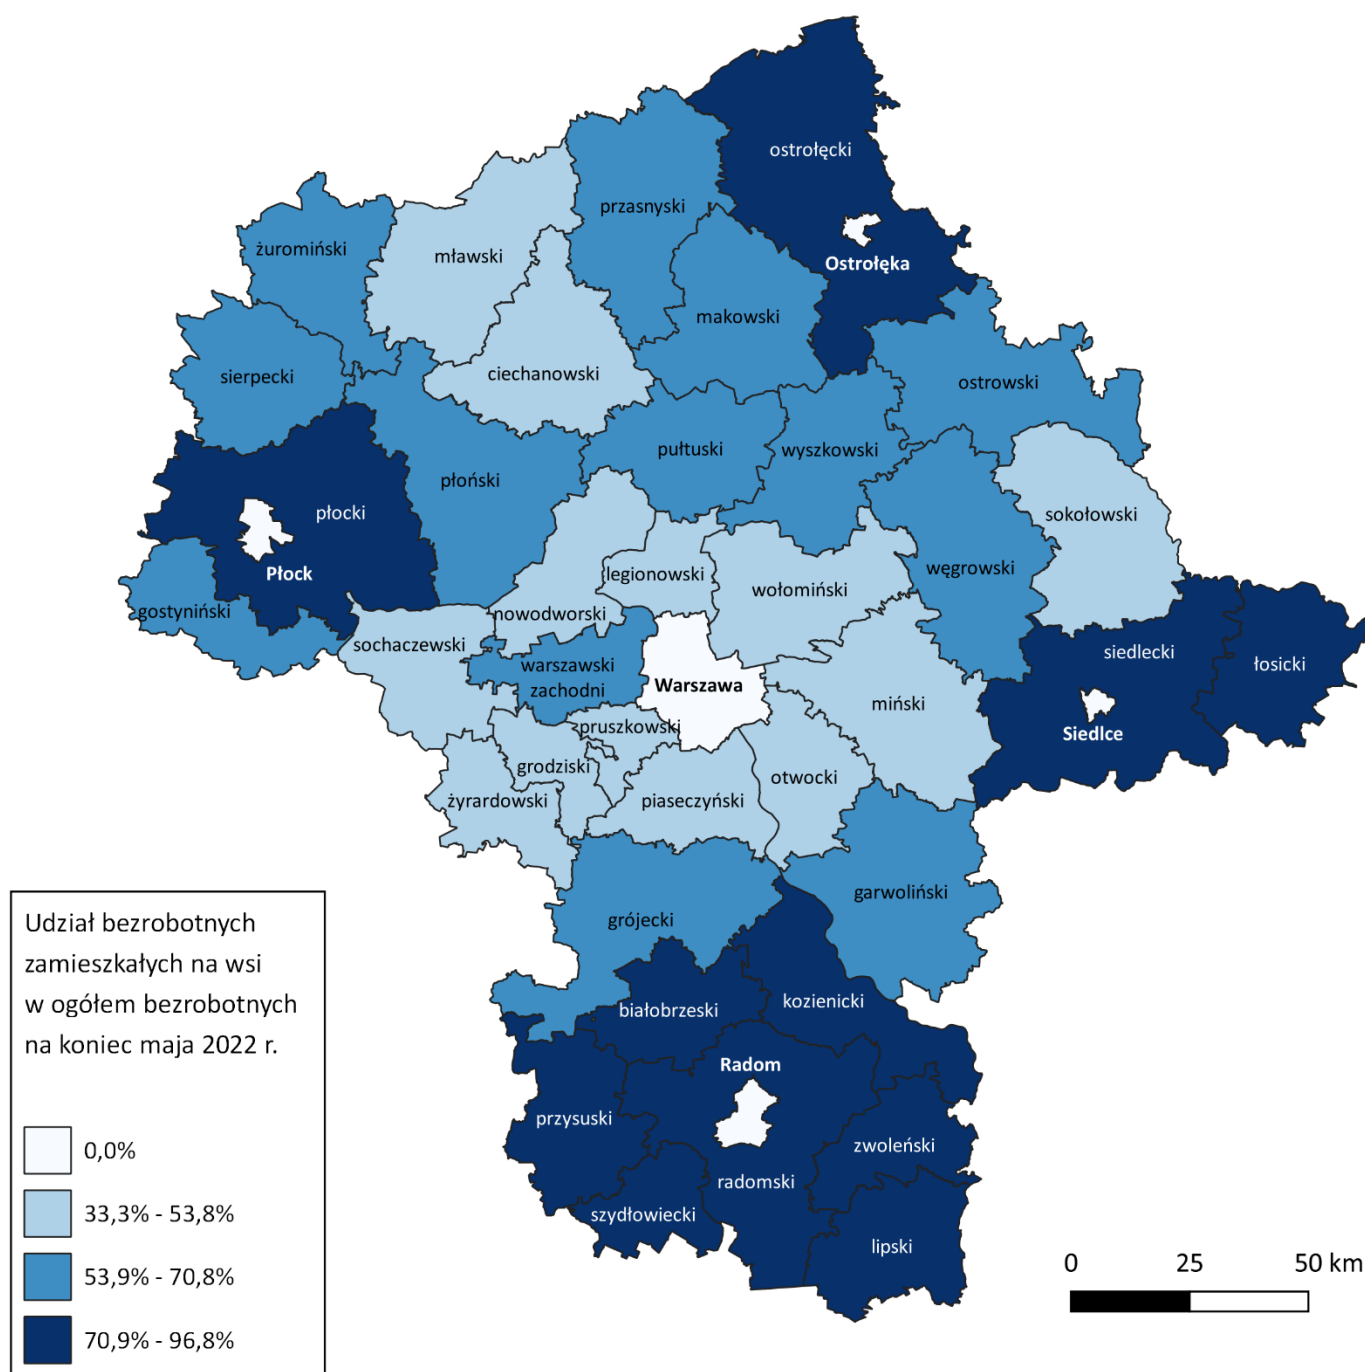 ostrołęcki
przasnyski
żuromiński
mławski
Ostrołęka
makowski
sierpecki
ciechanowski
ostrowski
pułtuski
wyszkowski
płoński
płocki
sokołowski
Płock
legionowski
wołomiński
węgrowski
gostyniński
nowodworski
sochaczewski
siedlecki
łosicki
warszawski
zachodni
Warszawa
miński
pruszkowski
Siedlce
grodziski
otwocki
żyrardowski
piaseczyński
garwoliński
grójecki
białobrzeski
kozienicki
Radom
przysuski
zwoleński
radomski
szydłowiecki
lipski
Udział bezrobotnych
zamieszkałych na wsi
w ogółem bezrobotnych
na koniec maja 2022 r.
0,0%
33,3% - 53,8%
53,9% - 70,8%
70,9% - 96,8%
0 25 50 km